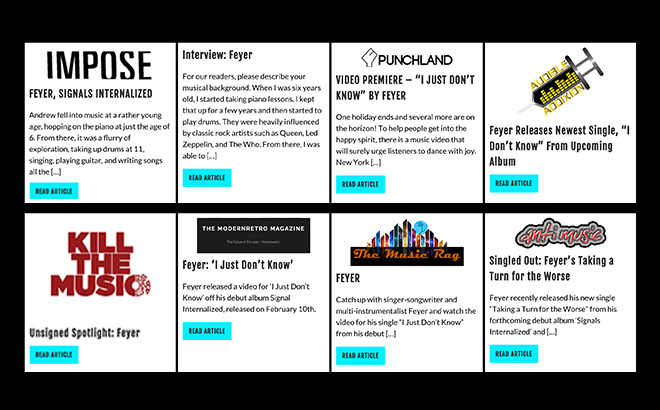 IMPOSE
FEYER, SIGNALS INTERNALIZED
Andrew fell into music at a rather young
age, hopping on the piano at just the age of
6. From there, it was a flurry of
exploration, taking up drums at 11,
singing, playing guitar, and writing songs
all the [...]
READ ARTICLE
Interview: Feyer
For our readers, please describe your
musical background. When I was six years
old, I started taking piano lessons. I kept
that up for a few years and then started to
play drums. They were heavily influenced
by classic rock artists such as Queen, Led
Zeppelin, and The Who. From there, I was
able to [...]
READ ARTICLE
PUNCHLAND
VIDEO PREMIERE – “I JUST DON’T
KNOW” BY FEYER
One holiday ends and several more are on
the horizon! To help people get into the
happy spirit, there is a music video that
will surely urge listeners to dance with joy.
New York [...]
READ ARTICLE
AUDIBLE
ADDIXION
Feyer Releases Newest Single, “I
Don’t Know” From Upcoming
Album
READ ARTICLE
KILL
THE
MUSIC
Unsigned Spotlight: Feyer
READ ARTICLE
THE MODERNRETRO MAGAZINE
The future is the past – the present.
Feyer: ‘I Just Don’t Know’
Feyer released a video for ‘I Just Don’t
Know’ off his debut album Signal
Internalized, released on February 10th.
READ ARTICLE
The Music Rag
FEYER
Catch up with singer-songwriter and
multi-instrumentalist Feyer and watch the
video for his single “I Just Don’t Know”
from his debut [...]
READ ARTICLE
antimusic
Singled Out: Feyer’s Taking a
Turn for the Worse
Feyer recently released his new single
“Taking a Turn for the Worse” from his
forthcoming debut album ‘Signals
Internalized’ and [...]
READ ARTICLE